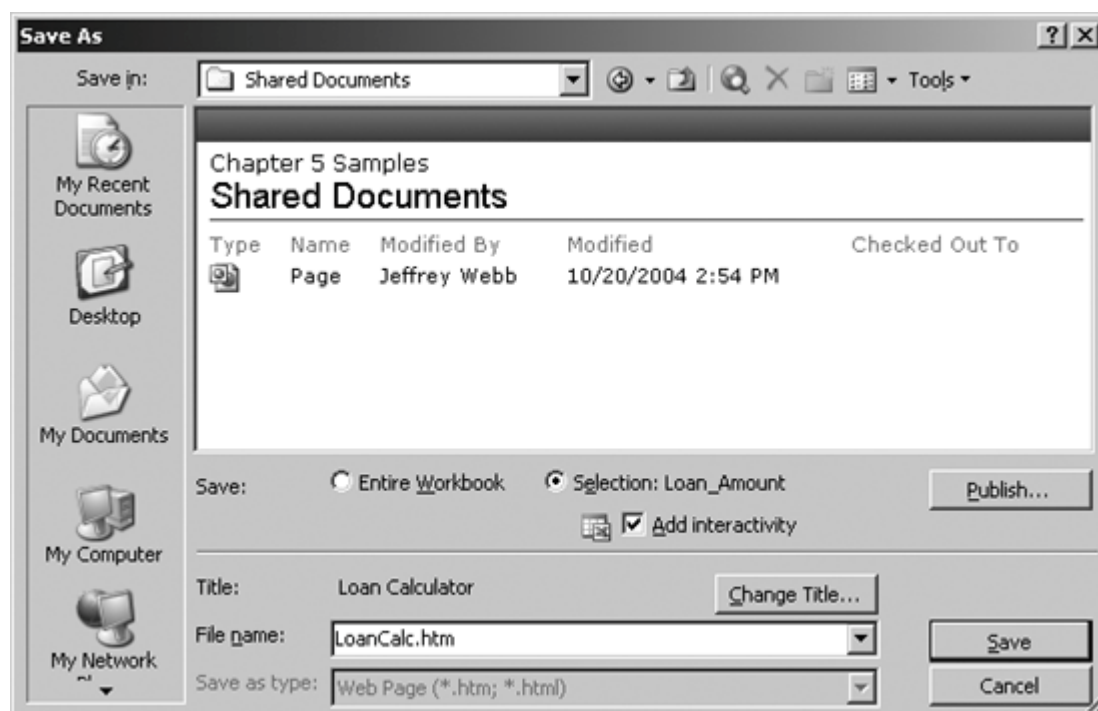 Save As
Save in: Shared Documents Tools
My Recent Documents
Desktop
My Documents
My Computer
My Network
Chapter 5 Samples
Shared Documents
Type Name Modified By Modified Checked Out To
Page Jeffrey Webb 10/20/2004 2:54 PM
Save: Entire Workbook Selection: Loan_Amount Publish...
Add interactivity
Title: Loan Calculator Change Title...
File name: LoanCalc.htm Save
Save as type: Web Page (*.htm; *.html) Cancel